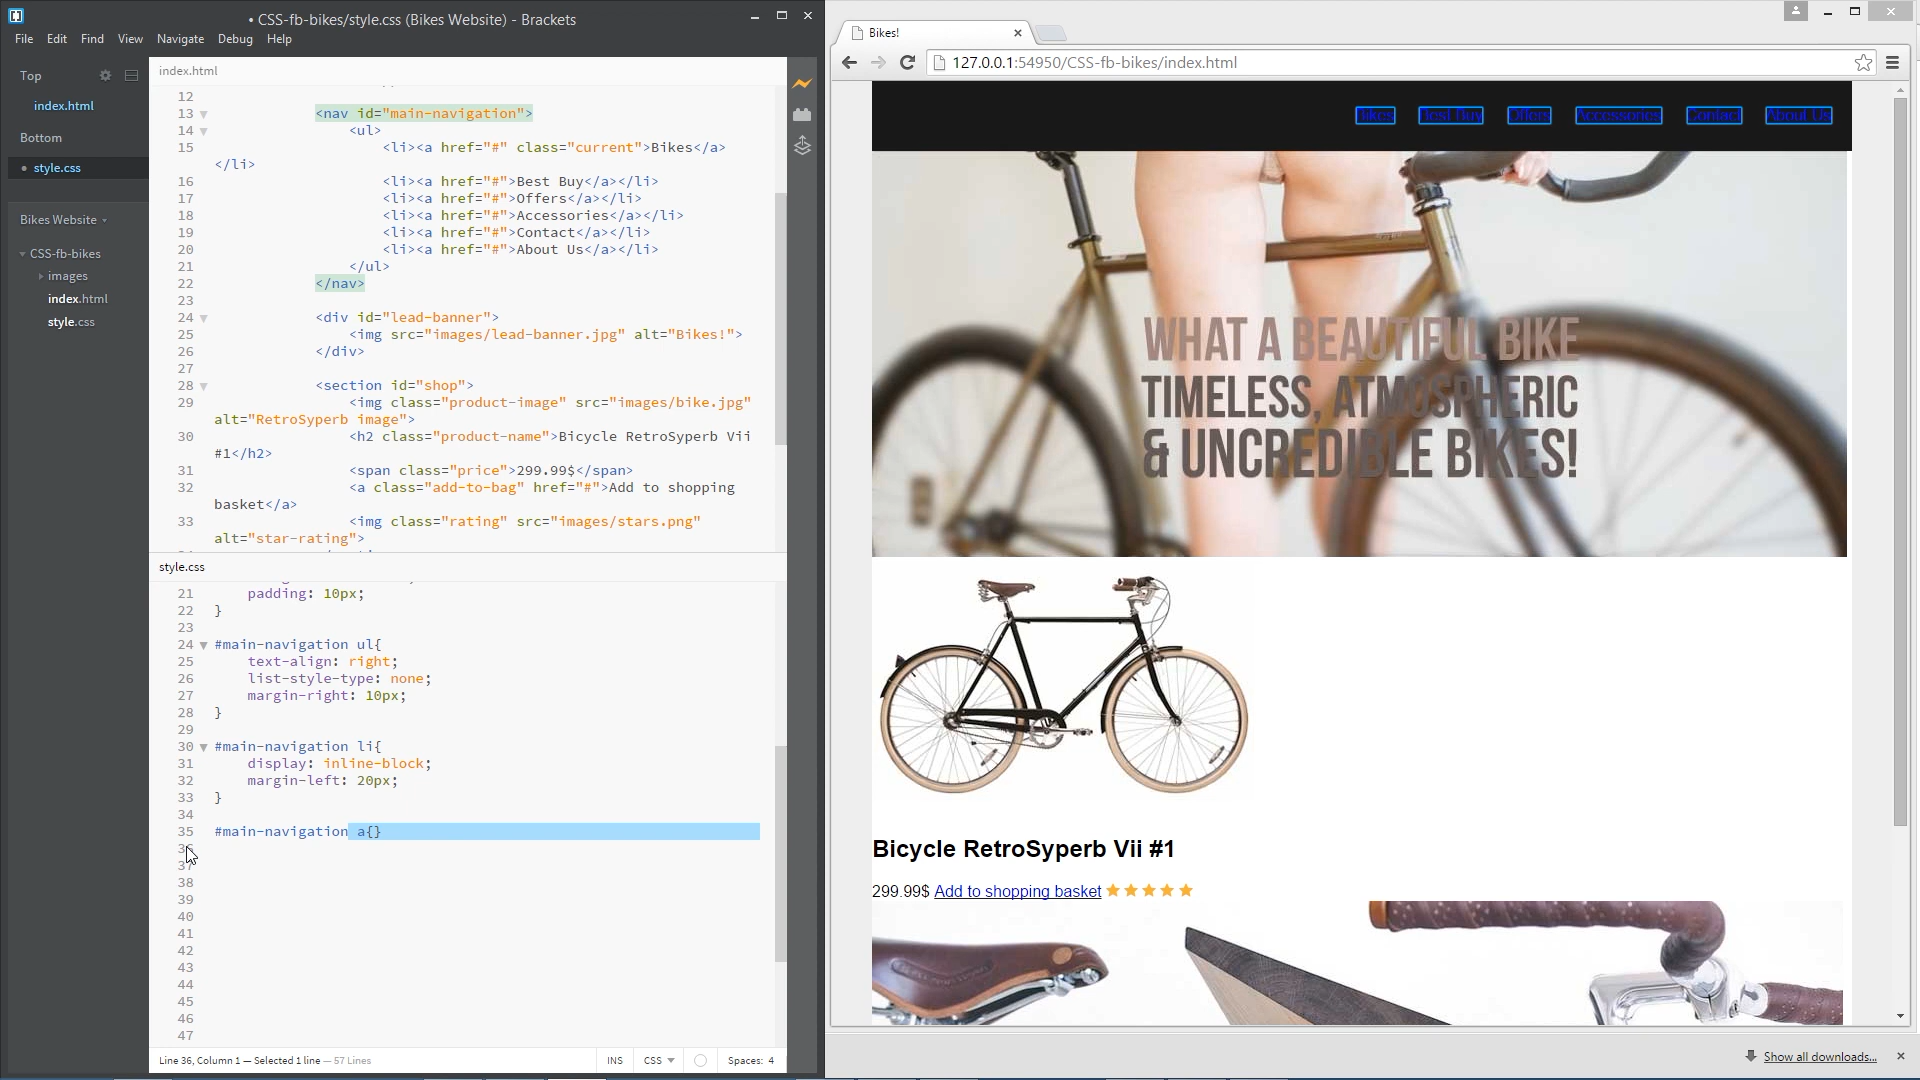 • CSS-fb-bikes/style.css (Bikes Website) - Brackets
File Edit Find View Navigate Debug Help
Top
index.html
Bottom
• style.css
Bikes Website
CSS-fb-bikes
images
index.html
style.css
index.html
12
13 <nav id="main-navigation">
14 <ul>
15 <li><a href="#" class="current">Bikes</a>
</li>
16 <li><a href="#">Best Buy</a></li>
17 <li><a href="#">Offers</a></li>
18 <li><a href="#">Accessories</a></li>
19 <li><a href="#">Contact</a></li>
20 <li><a href="#">About Us</a></li>
21 </ul>
22 </nav>
23
24 <div id="lead-banner">
25 <img src="images/lead-banner.jpg" alt="Bikes!">
26 </div>
27
28 <section id="shop">
29 <img class="product-image" src="images/bike.jpg"
alt="RetroSyperb image">
30 <h2 class="product-name">Bicycle RetroSyperb Vii
#1</h2>
31 <span class="price">299.99$</span>
32 <a class="add-to-bag" href="#">Add to shopping
basket</a>
33 <img class="rating" src="images/stars.png"
alt="star-rating">
style.css
21 padding: 10px;
22 }
23
24 #main-navigation ul{
25 text-align: right;
26 list-style-type: none;
27 margin-right: 10px;
28 }
29
30 #main-navigation li{
31 display: inline-block;
32 margin-left: 20px;
33 }
34
35 #main-navigation a{}
36
37
38
39
40
41
42
43
44
45
46
47
Line 36, Column 1 — Selected 1 line — 57 Lines
INS CSS Spaces: 4
Bikes!
127.0.0.1:54950/CSS-fb-bikes/index.html
Bikes Best Buy Offers Accessories Contact About Us
WHAT A BEAUTIFUL BIKE
TIMELESS, ATMOSPHERIC
& UNCREDIBLE BIKES!
Bicycle RetroSyperb Vii #1
299.99$ Add to shopping basket
Show all downloads...